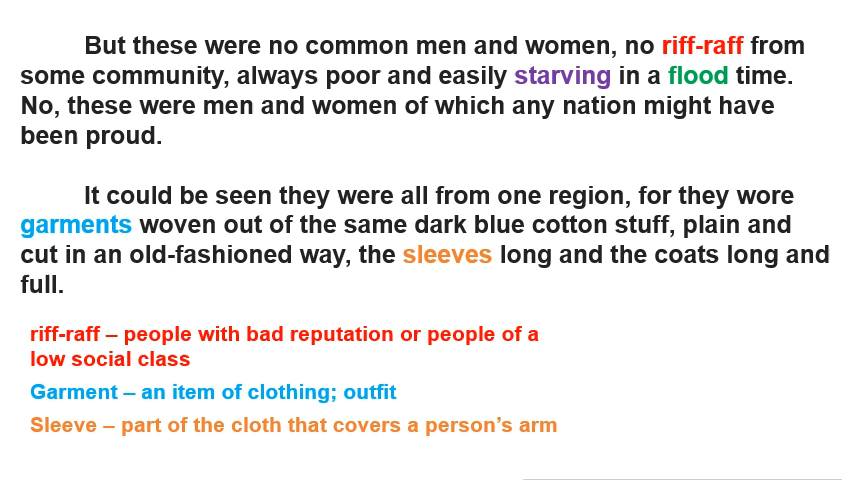 But these were no common men and women, no riff-raff from
some community, always poor and easily starving in a flood time.
No, these were men and women of which any nation might have
been proud.
It could be seen they were all from one region, for they wore
garments woven out of the same dark blue cotton stuff, plain and
cut in an old-fashioned way, the sleeves long and the coats long and
full.
riff-raff – people with bad reputation or people of a
low social class
Garment – an item of clothing; outfit
Sleeve – part of the cloth that covers a person’s arm